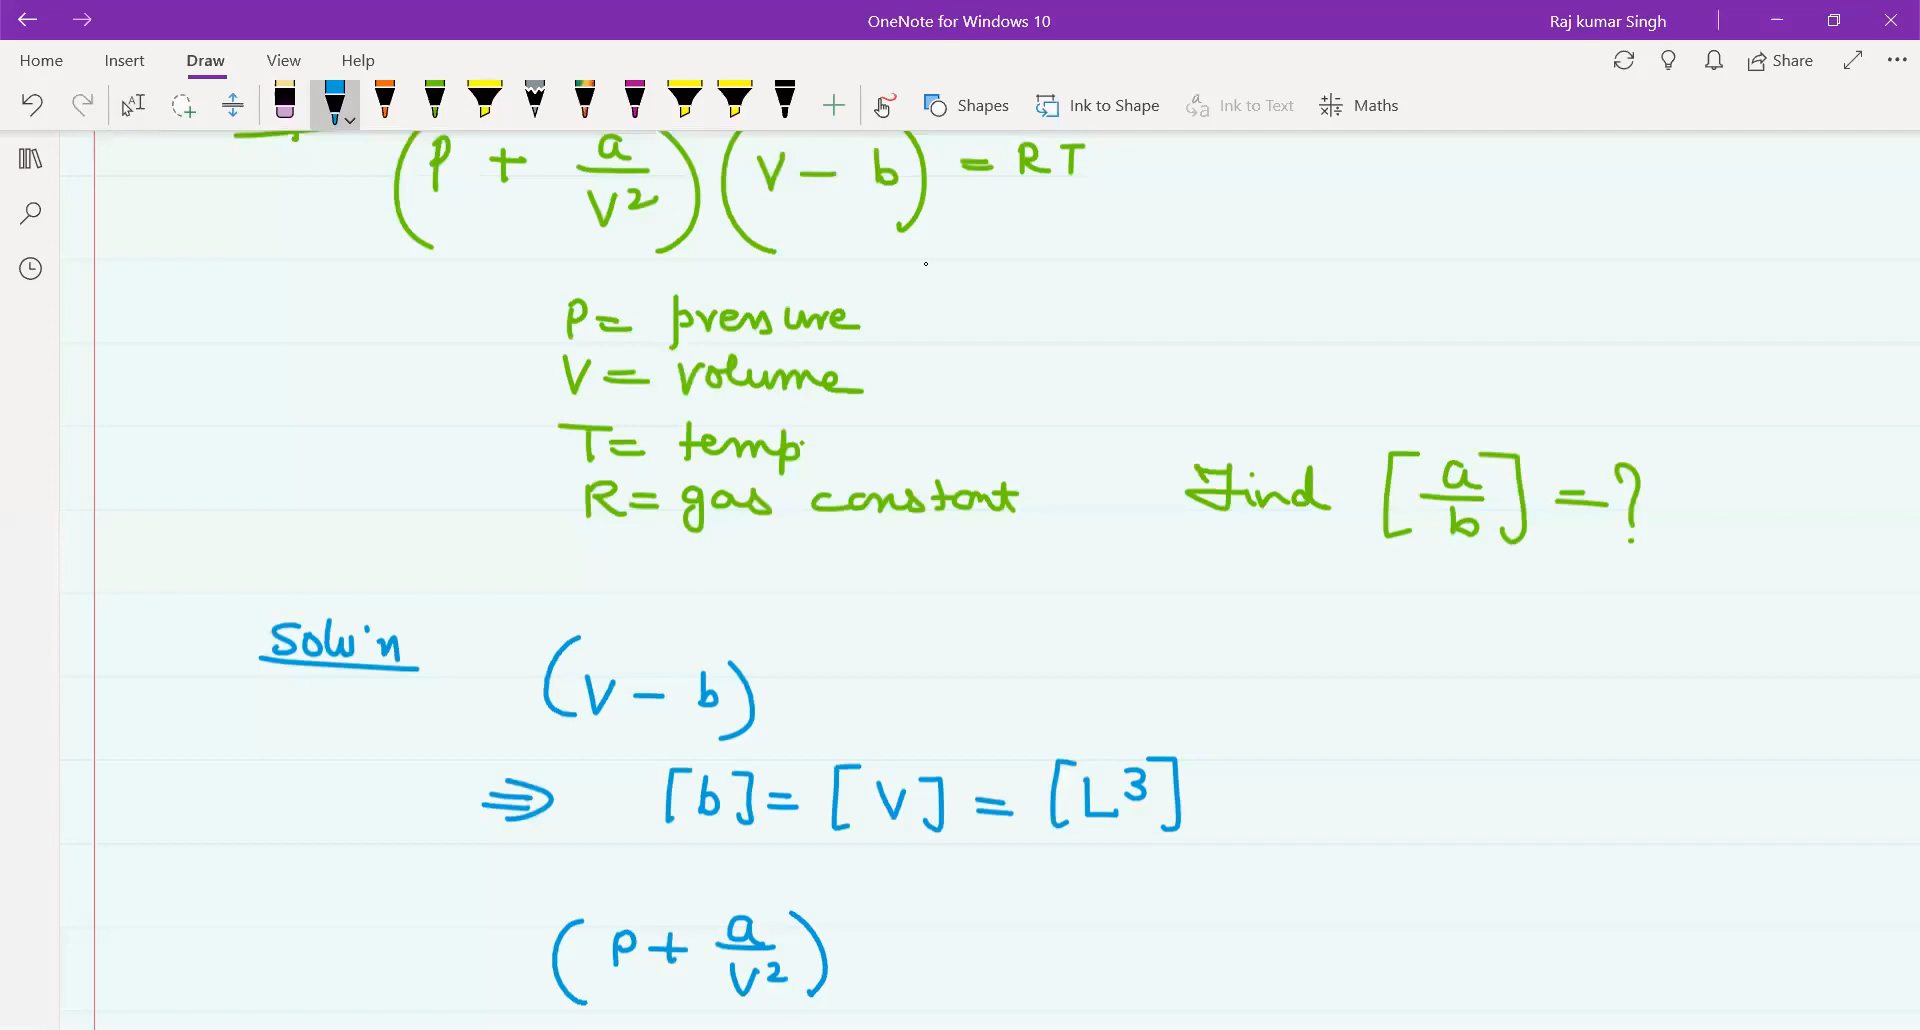 OneNote for Windows 10
Raj kumar Singh
Home Insert Draw View Help
Share
Shapes Ink to Shape Ink to Text Maths
(P + a/V²)(V - b) = RT
P = pressure
V = volume
T = temp
R = gas constant
Find [a/b] = ?
Solu'n
(V - b)
⇒ [b] = [V] = [L³]
(P + a/V²)